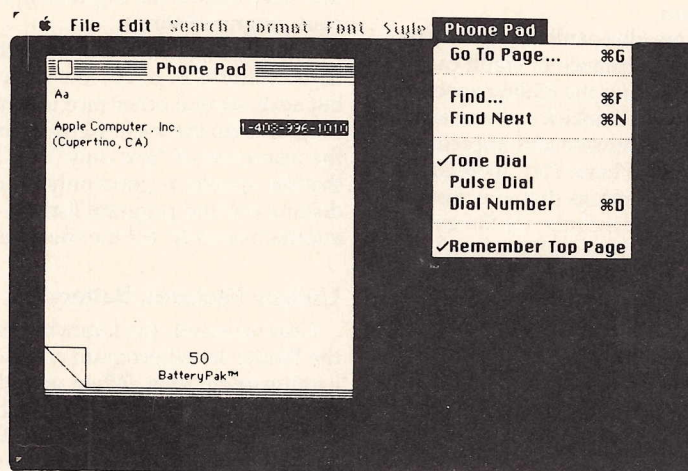 File Edit Search Format Font Style Phone Pad
Phone Pad
Aa
Apple Computer, Inc. 1-408-996-1010
(Cupertino, CA)
50
BatteryPak™
Go To Page... ⌘G
Find... ⌘F
Find Next ⌘N
✓Tone Dial
Pulse Dial
Dial Number ⌘D
✓Remember Top Page